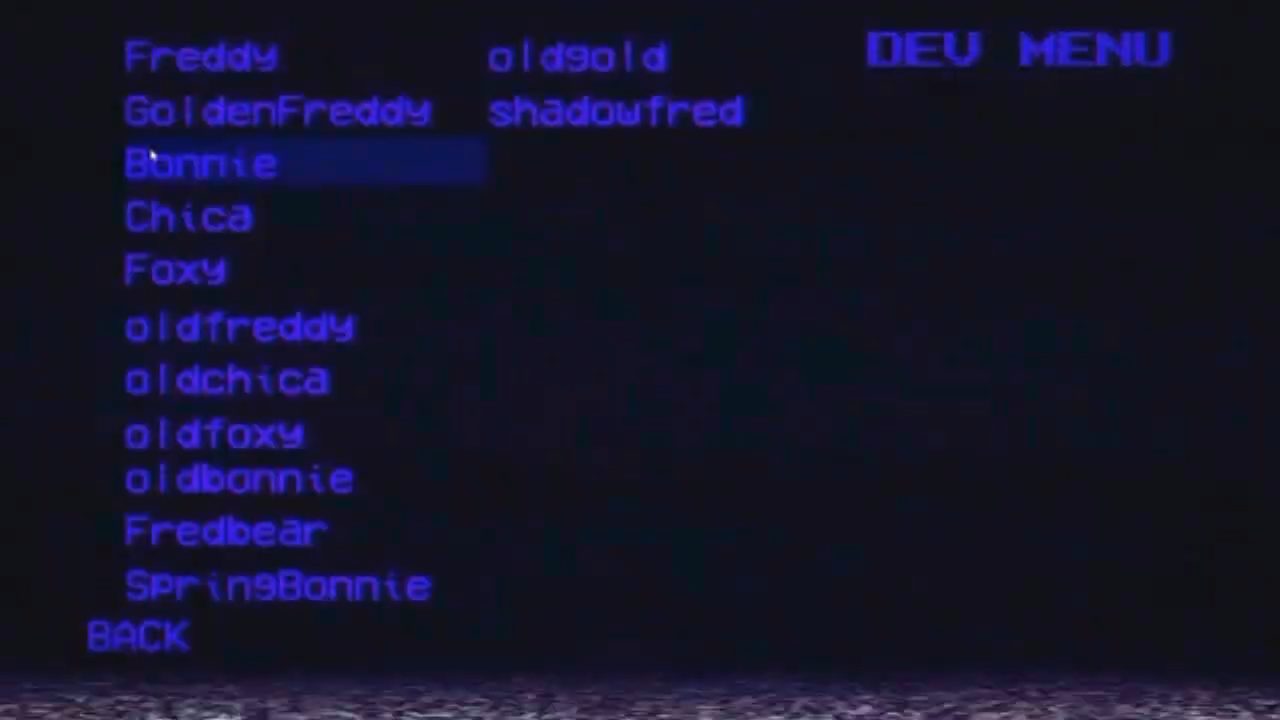 Freddy
GoldenFreddy
Bonnie
Chica
Foxy
oldfreddy
oldchica
oldfoxy
oldbonnie
Fredbear
SpringBonnie
BACK
oldgold
shadowfred
DEV MENU